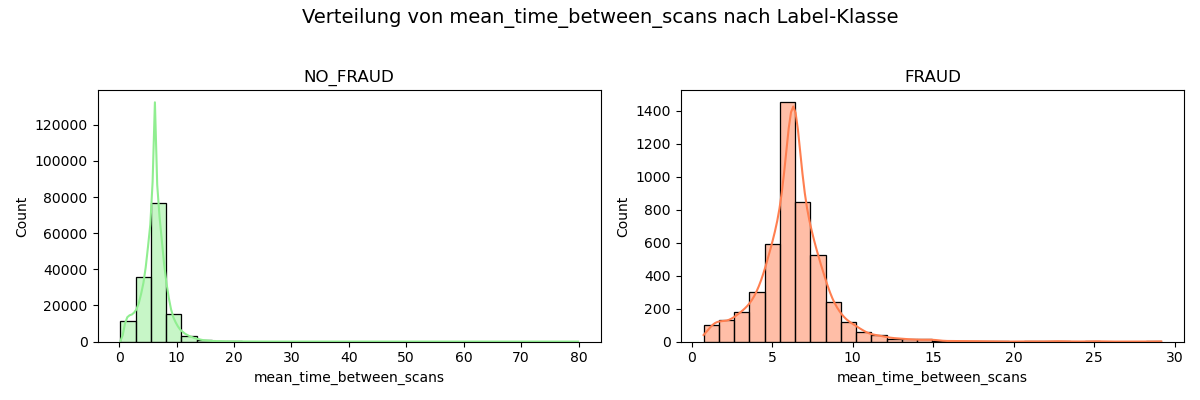 Verteilung von mean_time_between_scans nach Label-Klasse
NO_FRAUD
120000
100000
80000
60000
40000
20000
0
Count
0 10 20 30 40 50 60 70 80
mean_time_between_scans
FRAUD
1400
1200
1000
800
600
400
200
0
Count
0 5 10 15 20 25 30
mean_time_between_scans